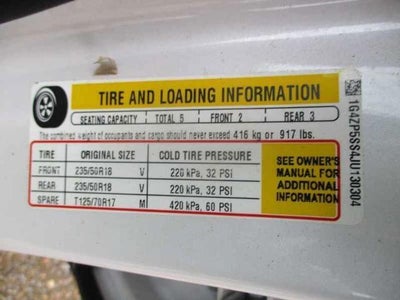 TIRE AND LOADING INFORMATION
SEATING CAPACITY TOTAL 5 FRONT 2 REAR 3
The combined weight of occupants and cargo should never exceed 416 kg or 917 lbs.
TIRE ORIGINAL SIZE COLD TIRE PRESSURE
FRONT 235/50R18 V 220 kPa, 32 PSI
REAR 235/50R18 V 220 kPa, 32 PSI
SPARE T125/70R17 M 420 kPa, 60 PSI
SEE OWNER'S
MANUAL FOR
ADDITIONAL
INFORMATION
1G4ZP5SS4JU130304